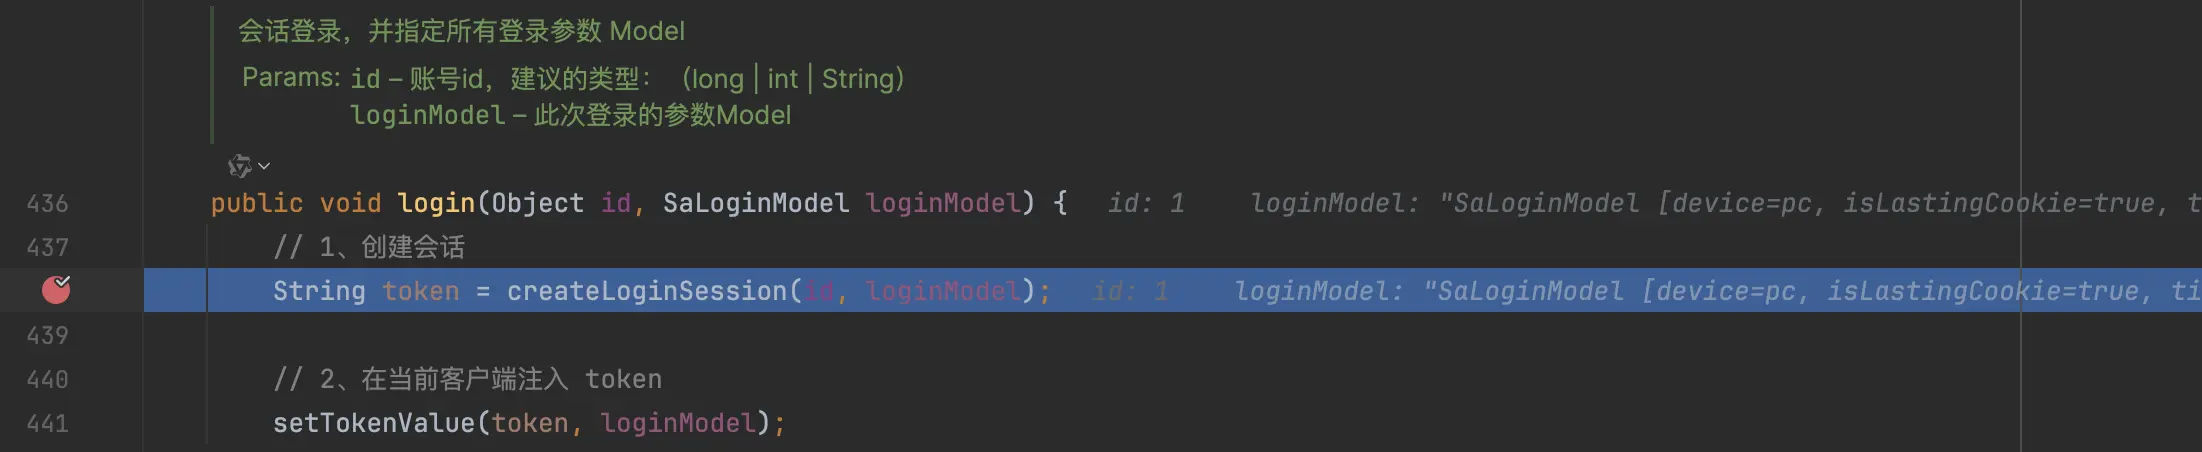 会话登录，并指定所有登录参数 Model
Params: id – 账号id，建议的类型：（long | int | String）
loginModel – 此次登录的参数Model
436 public void login(Object id, SaLoginModel loginModel) { id: 1 loginModel: "SaLoginModel [device=pc, isLastingCookie=true, t
437 // 1、创建会话
String token = createLoginSession(id, loginModel); id: 1 loginModel: "SaLoginModel [device=pc, isLastingCookie=true, ti
439
440 // 2、在当前客户端注入 token
441 setTokenValue(token, loginModel);